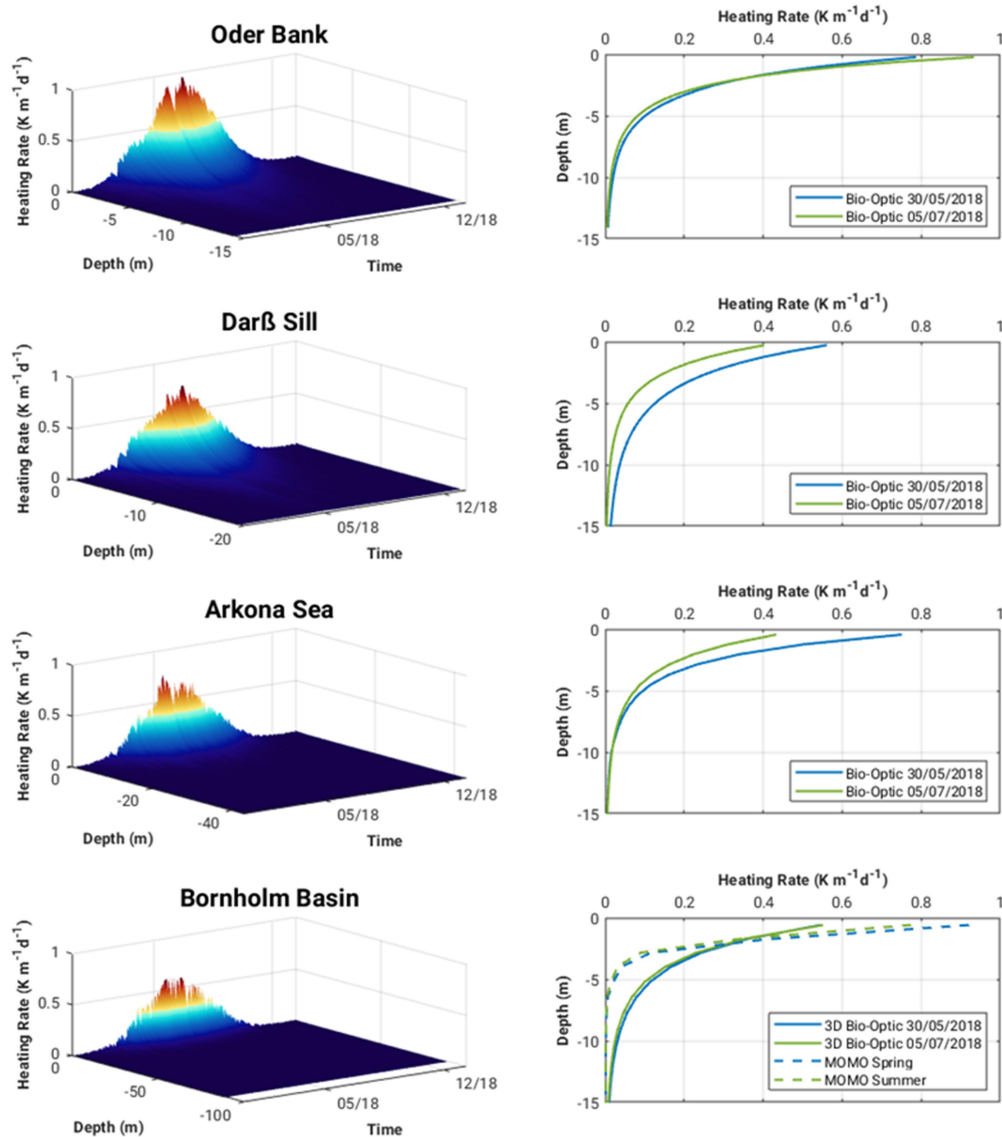 Oder Bank
Heating Rate (K m⁻¹d⁻¹)
1
0.5
0
0
-5
-10
-15
Depth (m)
05/18
12/18
Time
Heating Rate (K m⁻¹d⁻¹)
0 0.2 0.4 0.6 0.8 1
0
-5
-10
-15
Depth (m)
Bio-Optic 30/05/2018
Bio-Optic 05/07/2018
Darß Sill
Heating Rate (K m⁻¹d⁻¹)
1
0.5
0
0
-10
-20
Depth (m)
05/18
12/18
Time
Heating Rate (K m⁻¹d⁻¹)
0 0.2 0.4 0.6 0.8 1
0
-5
-10
-15
Depth (m)
Bio-Optic 30/05/2018
Bio-Optic 05/07/2018
Arkona Sea
Heating Rate (K m⁻¹d⁻¹)
1
0.5
0
0
-20
-40
Depth (m)
05/18
12/18
Time
Heating Rate (K m⁻¹d⁻¹)
0 0.2 0.4 0.6 0.8 1
0
-5
-10
-15
Depth (m)
Bio-Optic 30/05/2018
Bio-Optic 05/07/2018
Bornholm Basin
Heating Rate (K m⁻¹d⁻¹)
1
0.5
0
0
-50
-100
Depth (m)
05/18
12/18
Time
Heating Rate (K m⁻¹d⁻¹)
0 0.2 0.4 0.6 0.8 1
0
-5
-10
-15
Depth (m)
3D Bio-Optic 30/05/2018
3D Bio-Optic 05/07/2018
MOMO Spring
MOMO Summer